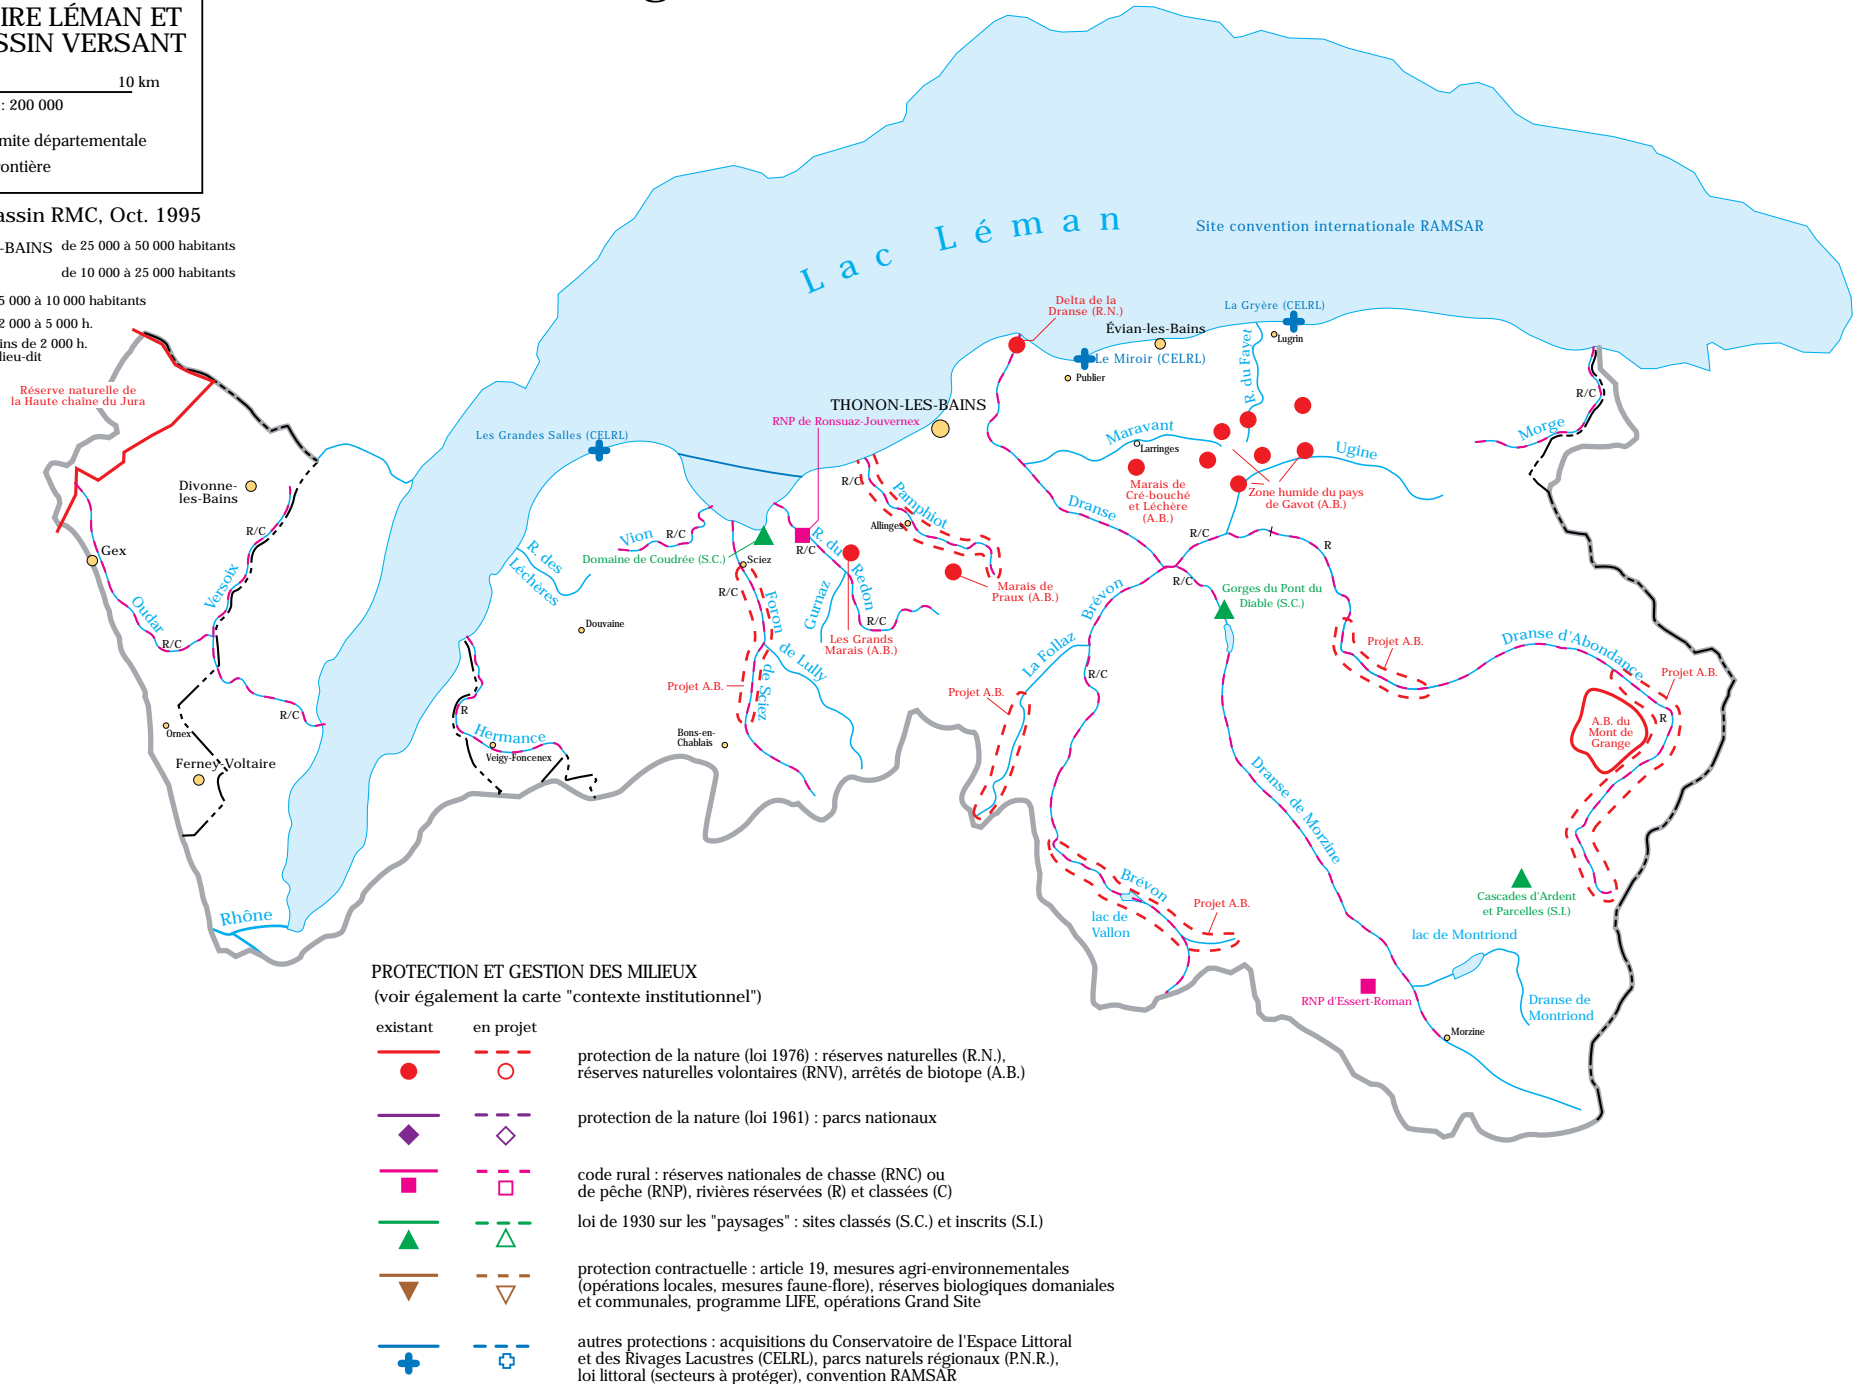 IRE LÉMAN ET
SSIN VERSANT
10 km
: 200 000
mite départementale
rontière
assin RMC, Oct. 1995
-BAINS de 25 000 à 50 000 habitants
de 10 000 à 25 000 habitants
5 000 à 10 000 habitants
2 000 à 5 000 h.
ins de 2 000 h.
lieu-dit
Réserve naturelle de
la Haute chaîne du Jura
Lac Léman
Site convention internationale RAMSAR
Delta de la
Dranse (R.N.)
La Gryère (CELRL)
Évian-les-Bains
Lugrin
Le Miroir (CELRL)
Publier
R. du Fayet
THONON-LES-BAINS
RNP de Ronsuaz-Jouvernex
Les Grandes Salles (CELRL)
R/C
Morge
Maravant
Larringes
Ugine
Divonne-
les-Bains
R/C
Pamphiot
Allinges
Marais de
Cré-bouché
et Léchère
(A.B.)
Zone humide du pays
de Gavot (A.B.)
Dranse
R/C
R
Gex
R/C
Versoix
Oudar
R/C
R/C
Vion
R/C
R. des
Léchères
Domaine de Coudrée (S.C.)
Sciez
R/C
R/C
R. du
Redon
Gurnaz
R/C
Les Grands
Marais (A.B.)
Marais de
Praux (A.B.)
Brévon
R/C
Gorges du Pont du
Diable (S.C.)
Douvaine
Foron
de Sciez
de Lully
La Follaz
R/C
Projet A.B.
Projet A.B.
Projet A.B.
Dranse d'Abondance
Projet A.B.
R
A.B. du
Mont de
Grange
Ornex
Ferney-Voltaire
R
Hermance
Veigy-Foncenex
Bons-en-
Chablais
Dranse de Morzine
Rhône
Brévon
lac de
Vallon
Projet A.B.
Cascades d'Ardent
et Parcelles (S.I.)
lac de Montriond
RNP d'Essert-Roman
Dranse de
Montriond
Morzine
PROTECTION ET GESTION DES MILIEUX
(voir également la carte "contexte institutionnel")
existant en projet
protection de la nature (loi 1976) : réserves naturelles (R.N.),
réserves naturelles volontaires (RNV), arrêtés de biotope (A.B.)
protection de la nature (loi 1961) : parcs nationaux
code rural : réserves nationales de chasse (RNC) ou
de pêche (RNP), rivières réservées (R) et classées (C)
loi de 1930 sur les "paysages" : sites classés (S.C.) et inscrits (S.I.)
protection contractuelle : article 19, mesures agri-environnementales
(opérations locales, mesures faune-flore), réserves biologiques domaniales
et communales, programme LIFE, opérations Grand Site
autres protections : acquisitions du Conservatoire de l'Espace Littoral
et des Rivages Lacustres (CELRL), parcs naturels régionaux (P.N.R.),
loi littoral (secteurs à protéger), convention RAMSAR